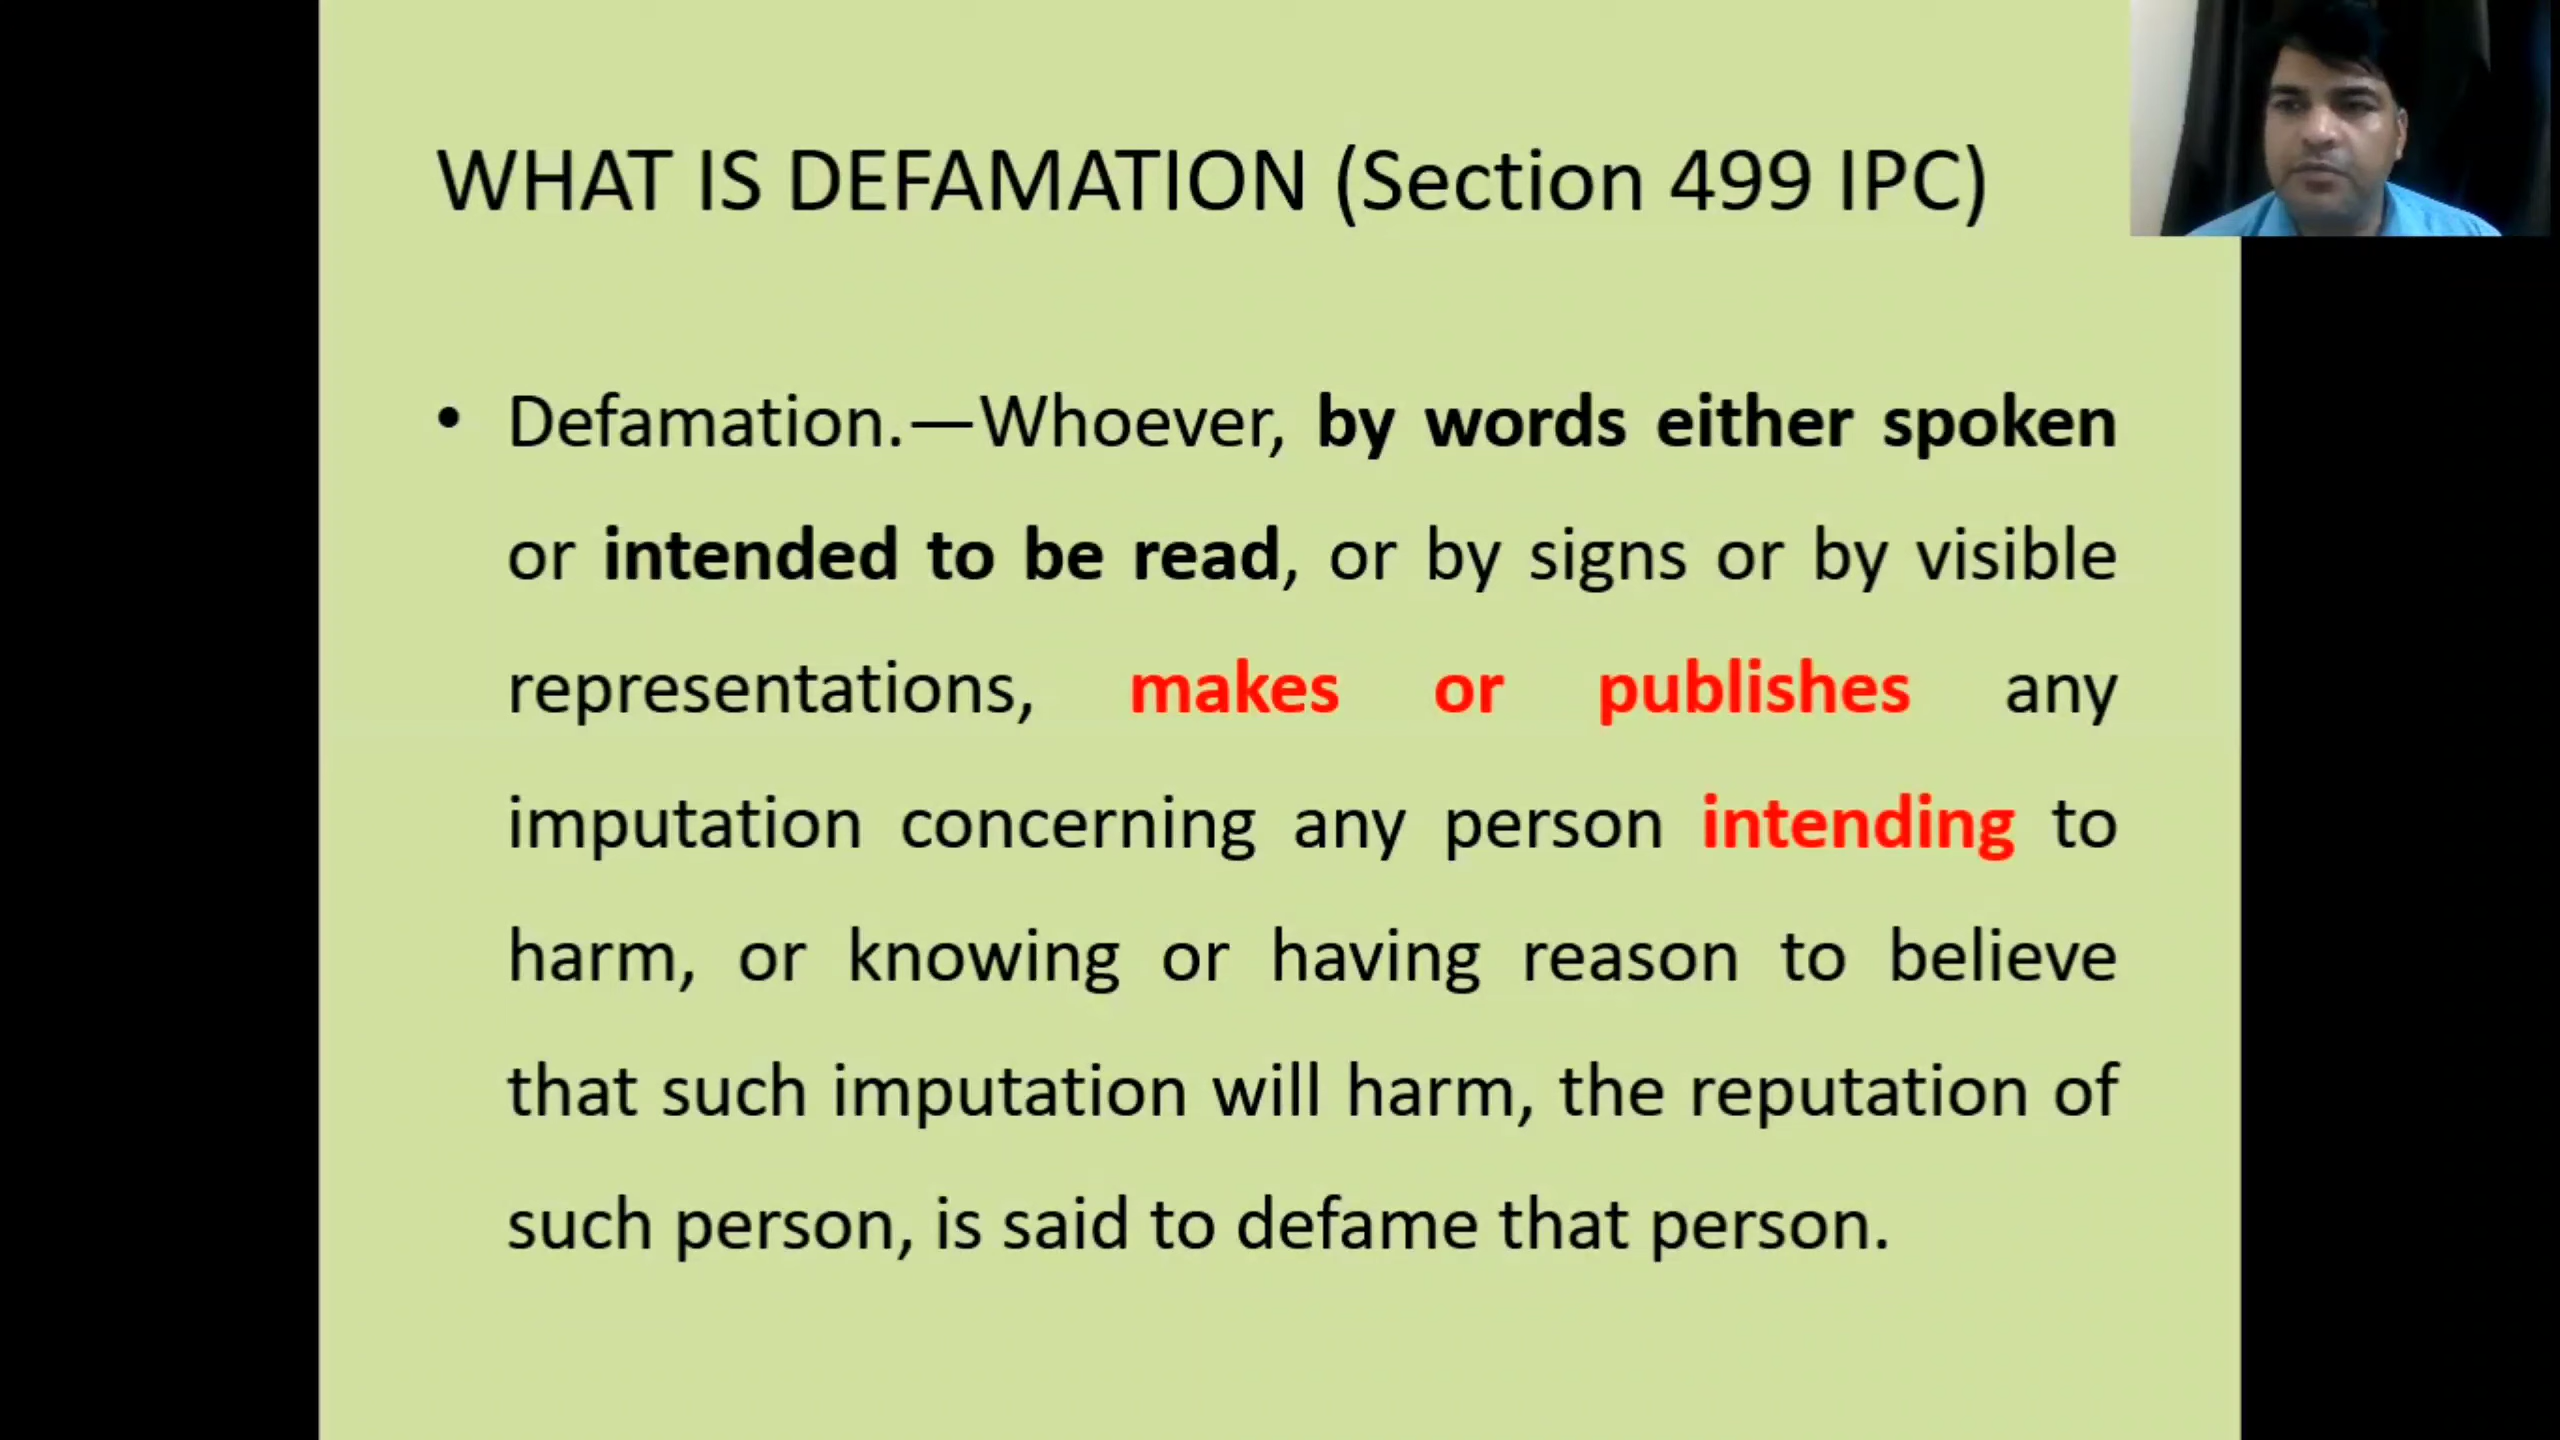 WHAT IS DEFAMATION (Section 499 IPC)
• Defamation.—Whoever, by words either spoken
or intended to be read, or by signs or by visible
representations, makes or publishes any
imputation concerning any person intending to
harm, or knowing or having reason to believe
that such imputation will harm, the reputation of
such person, is said to defame that person.